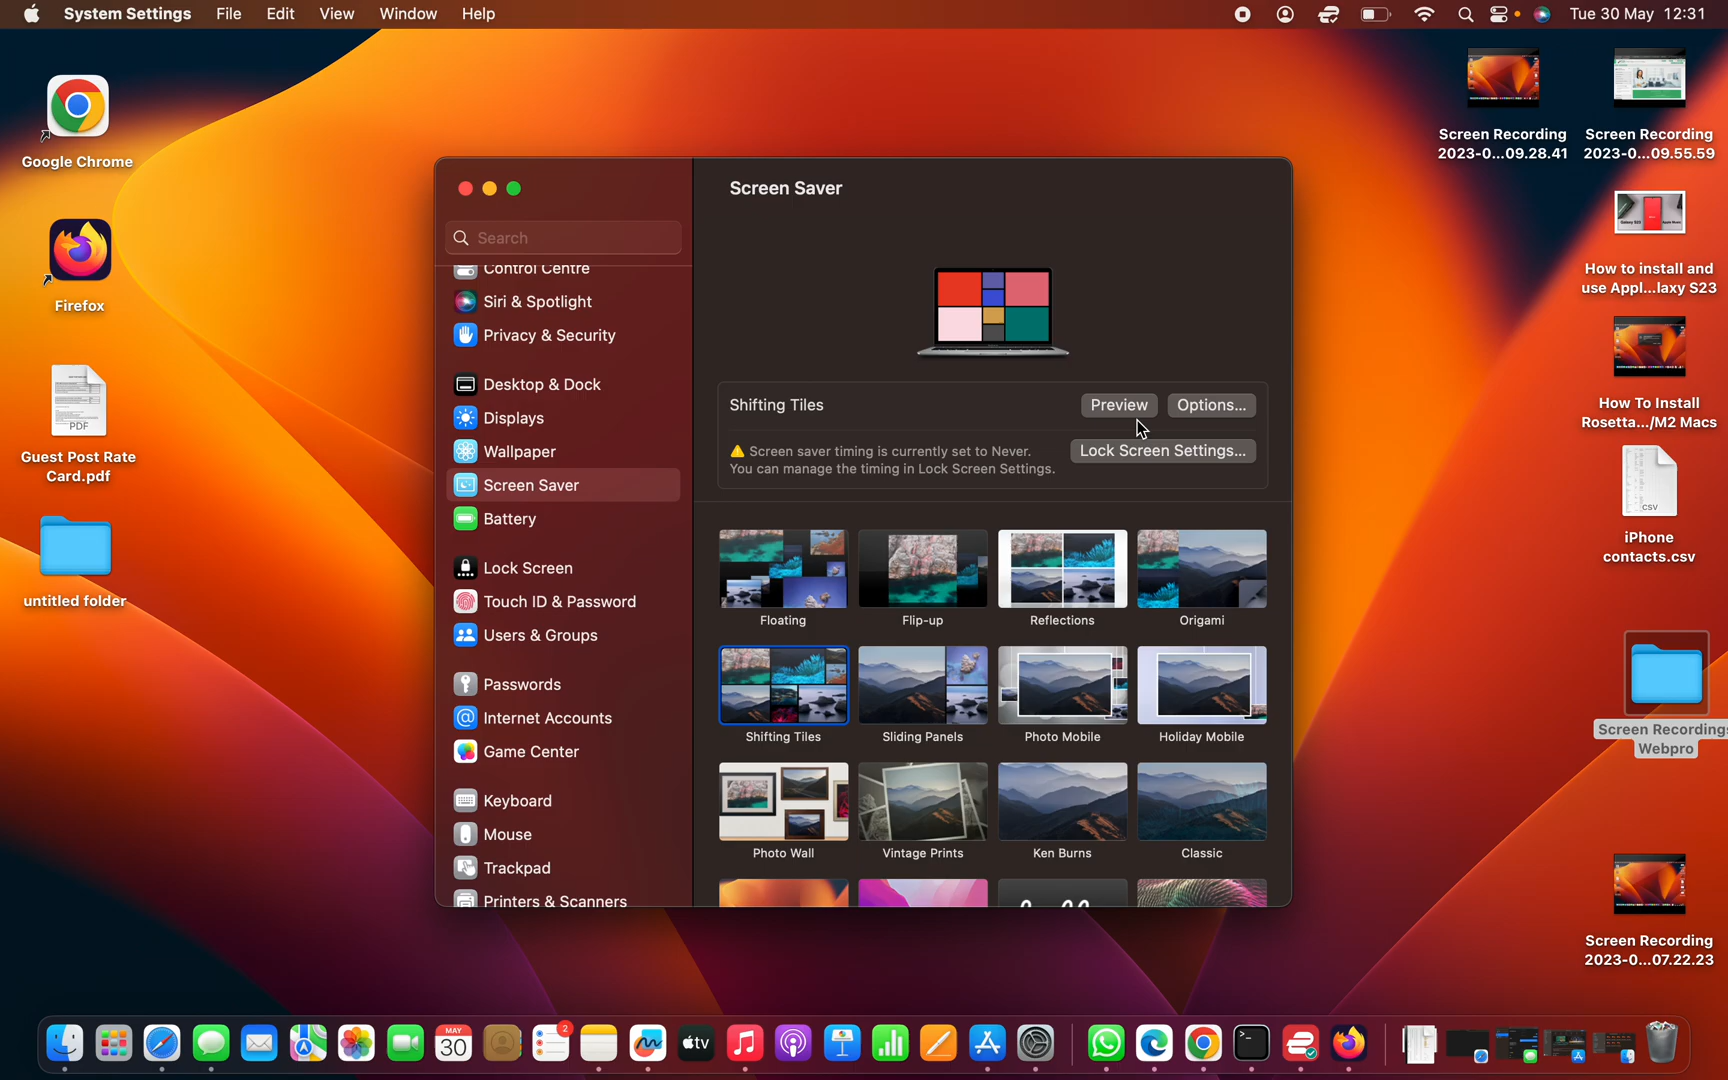 System Settings File Edit View Window Help
Tue 30 May 12:31
Google Chrome
Firefox
PDF
Guest Post Rate
Card.pdf
untitled folder
Search
Control Centre
Siri & Spotlight
Privacy & Security
Desktop & Dock
Displays
Wallpaper
Screen Saver
Battery
Lock Screen
Touch ID & Password
Users & Groups
Passwords
Internet Accounts
Game Center
Keyboard
Mouse
Trackpad
Printers & Scanners
Screen Saver
Shifting Tiles
Preview Options...
Screen saver timing is currently set to Never.
You can manage the timing in Lock Screen Settings.
Lock Screen Settings...
Floating Flip-up Reflections Origami
Shifting Tiles Sliding Panels Photo Mobile Holiday Mobile
Photo Wall Vintage Prints Ken Burns Classic
Screen Recording
2023-0...09.28.41
Screen Recording
2023-0...09.55.59
How to install and
use Appl...laxy S23
How To Install
Rosetta.../M2 Macs
CSV
iPhone
contacts.csv
Screen Recordings
Webpro
Screen Recording
2023-0...07.22.23
MAY
30
2
tv